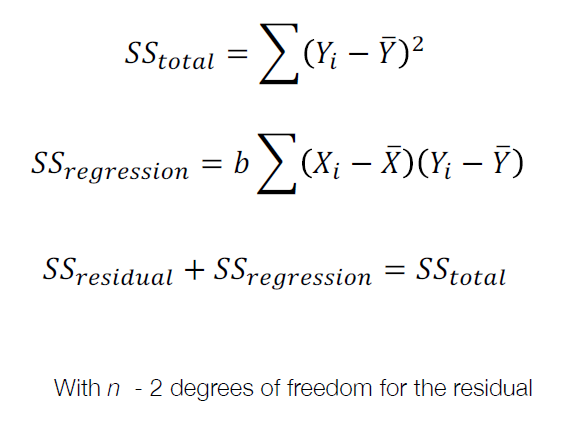 SS_total = ∑(Y_i − Ȳ)²
SS_regression = b ∑(X_i − X̄)(Y_i − Ȳ)
SS_residual + SS_regression = SS_total
With n - 2 degrees of freedom for the residual